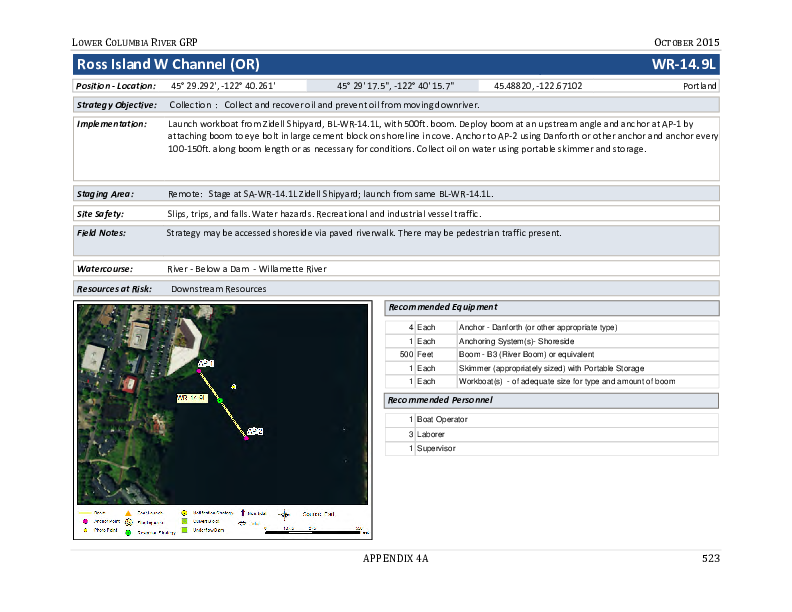 LOWER COLUMBIA RIVER GRP
OCTOBER 2015
Ross Island W Channel (OR)
WR-14.9L
Position - Location: 45° 29.292', -122° 40.261' 45° 29' 17.5", -122° 40' 15.7" 45.48820, -122.67102 Portland
Strategy Objective: Collection : Collect and recover oil and prevent oil from moving downriver.
Implementation: Launch workboat from Zidell Shipyard, BL-WR-14.1L, with 500ft. boom. Deploy boom at an upstream angle and anchor at AP-1 by
attaching boom to eye bolt in large cement block on shoreline in cove. Anchor to AP-2 using Danforth or other anchor and anchor every
100-150ft. along boom length or as necessary for conditions. Collect oil on water using portable skimmer and storage.
Staging Area: Remote: Stage at SA-WR-14.1L Zidell Shipyard; launch from same BL-WR-14.1L.
Site Safety: Slips, trips, and falls. Water hazards. Recreational and industrial vessel traffic.
Field Notes: Strategy may be accessed shoreside via paved riverwalk. There may be pedestrian traffic present.
Watercourse: River - Below a Dam - Willamette River
Resources at Risk: Downstream Resources
AP-1
WR-14.9L
AP-2
Anchor Point
Photo Point
Recommended Equipment
4 Each Anchor - Danforth (or other appropriate type)
1 Each Anchoring System(s)- Shoreside
500 Feet Boom - B3 (River Boom) or equivalent
1 Each Skimmer (appropriately sized) with Portable Storage
1 Each Workboat(s) - of adequate size for type and amount of boom
Recommended Personnel
1 Boat Operator
3 Laborer
1 Supervisor
APPENDIX 4A
523